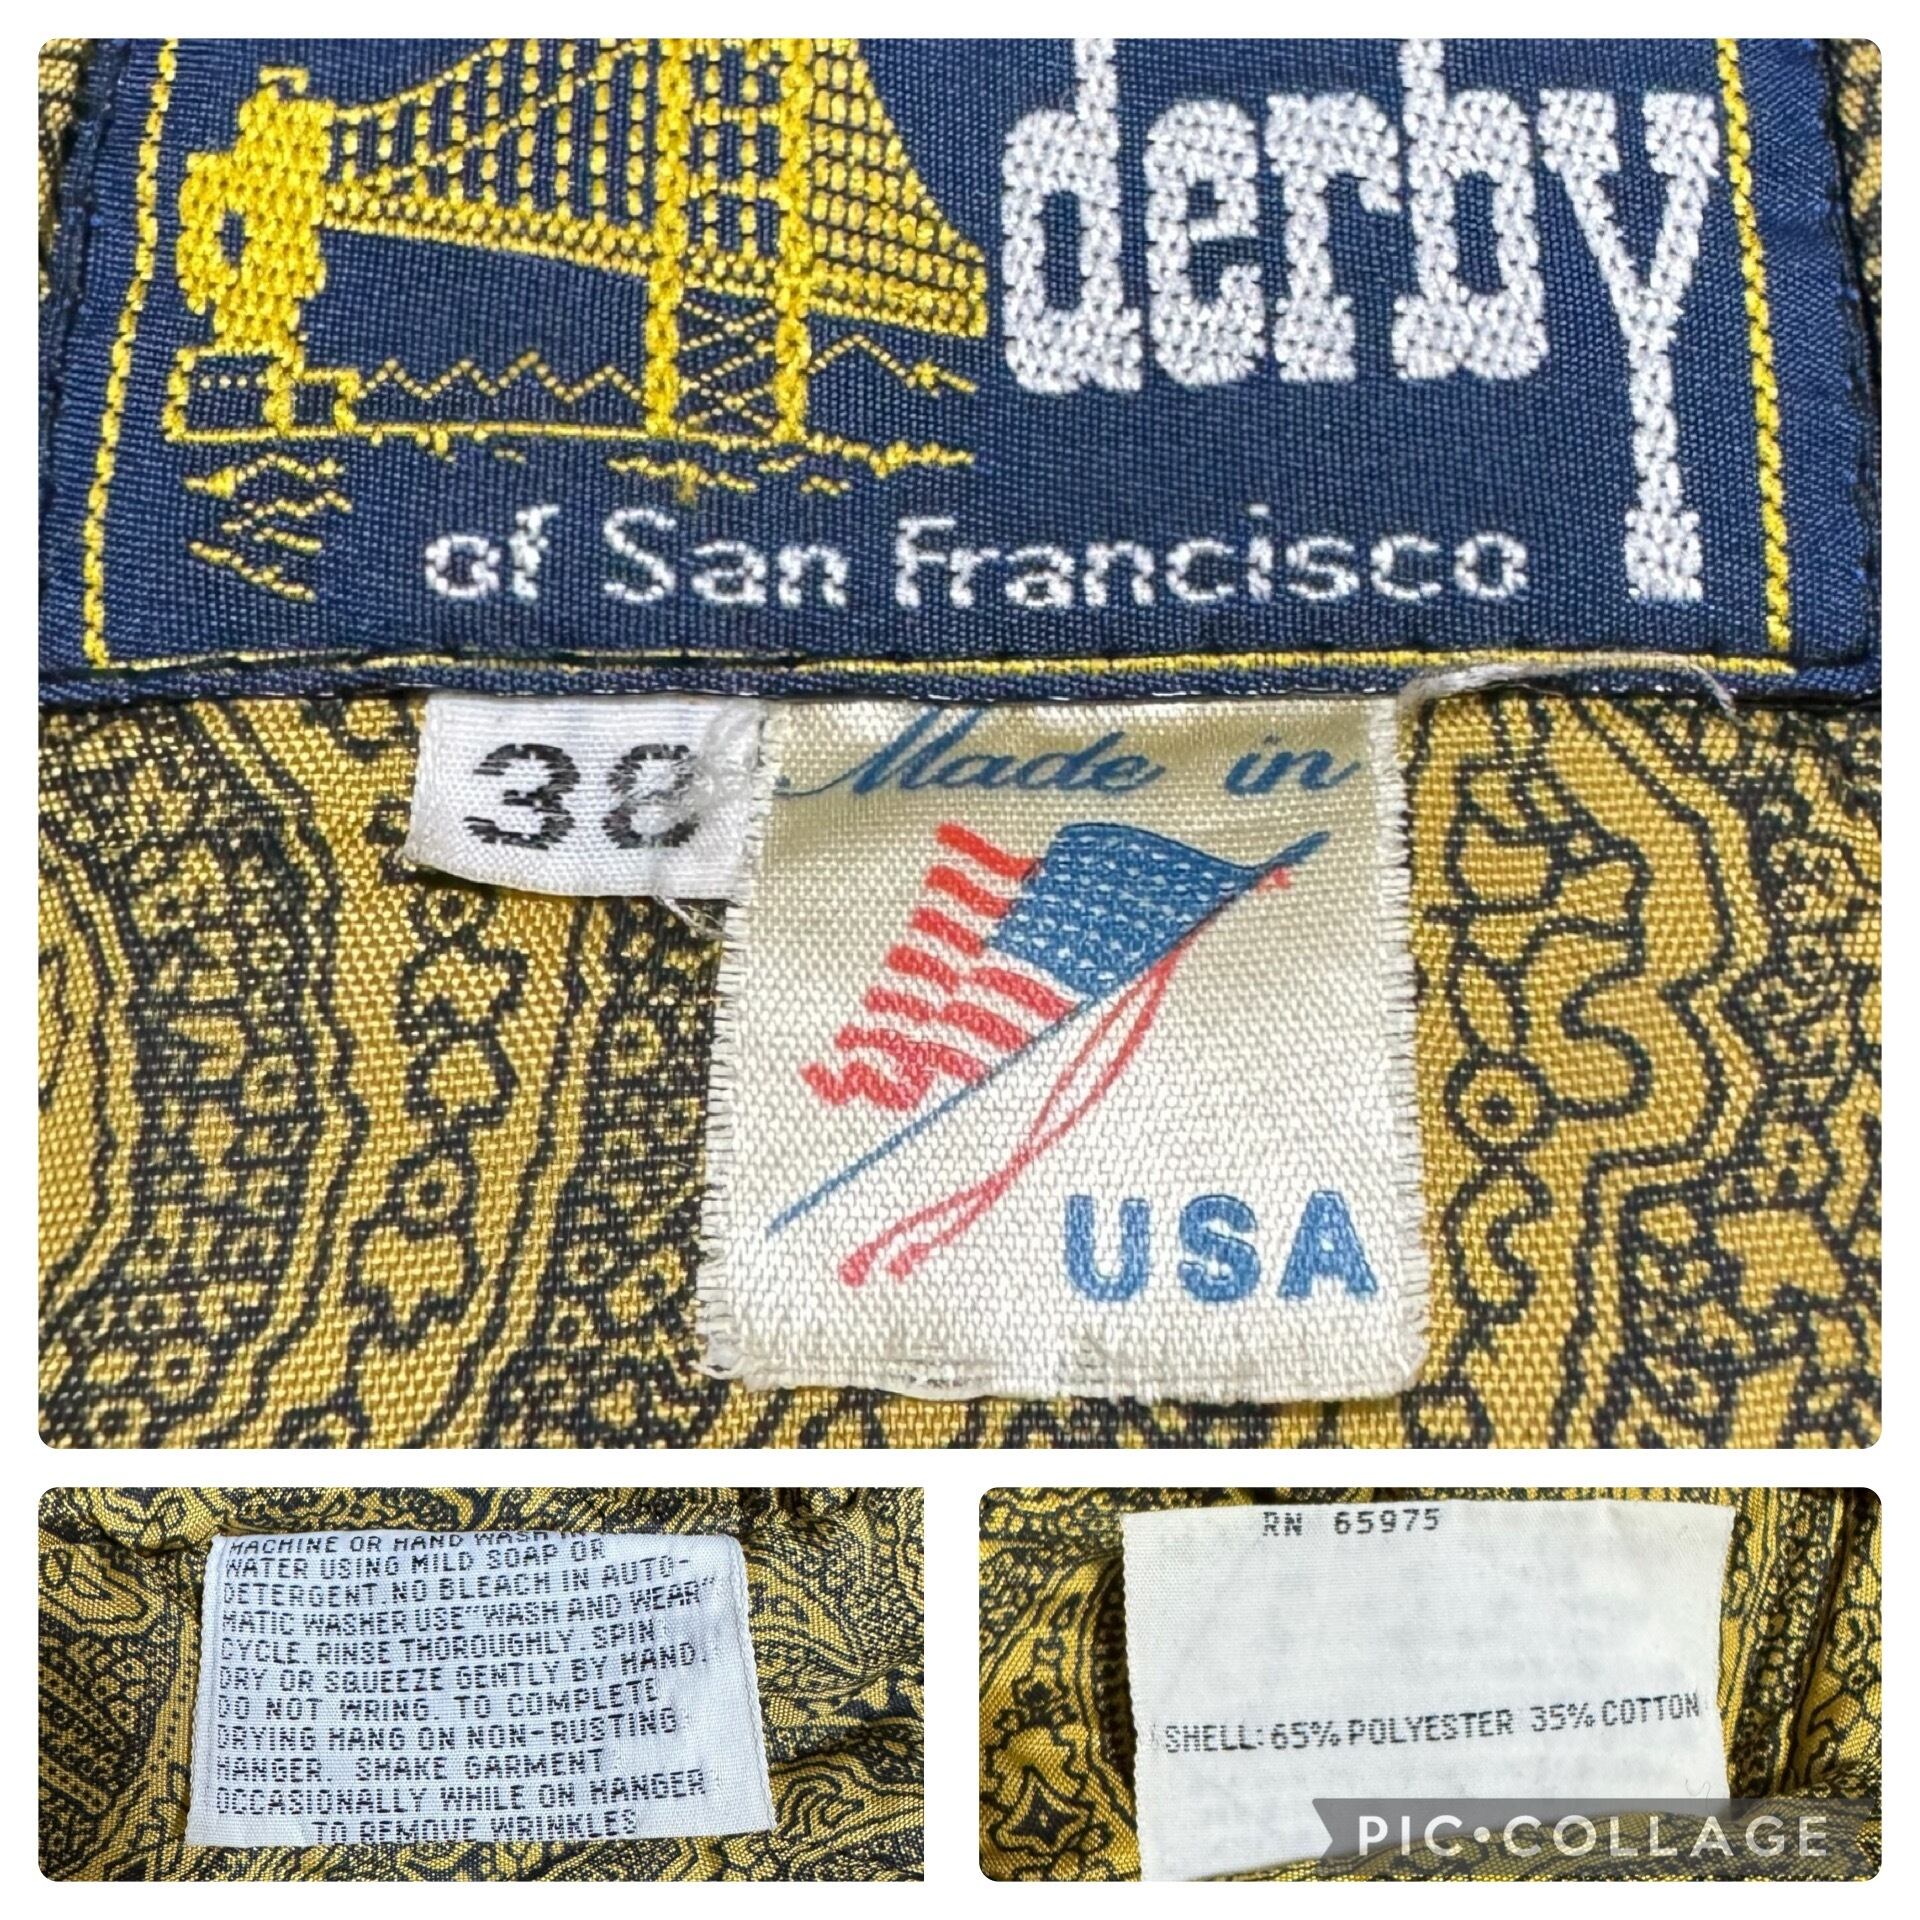 derby
of San Francisco
38
Made in
USA
MACHINE OR HAND WASH
WATER USING MILD SOAP OR
DETERGENT. NO BLEACH IN AUTO-
MATIC WASHER USE "WASH AND WEAR"
CYCLE RINSE THOROUGHLY SPIN
DRY OR SQUEEZE GENTLY BY HAND.
DO NOT WRING. TO COMPLETE
DRYING HANG ON NON-RUSTING
HANGER. SHAKE GARMENT
OCCASIONALLY WHILE ON HANGER
TO REMOVE WRINKLES
RN 65975
SHELL: 65% POLYESTER 35% COTTON
PIC•COLLAGE